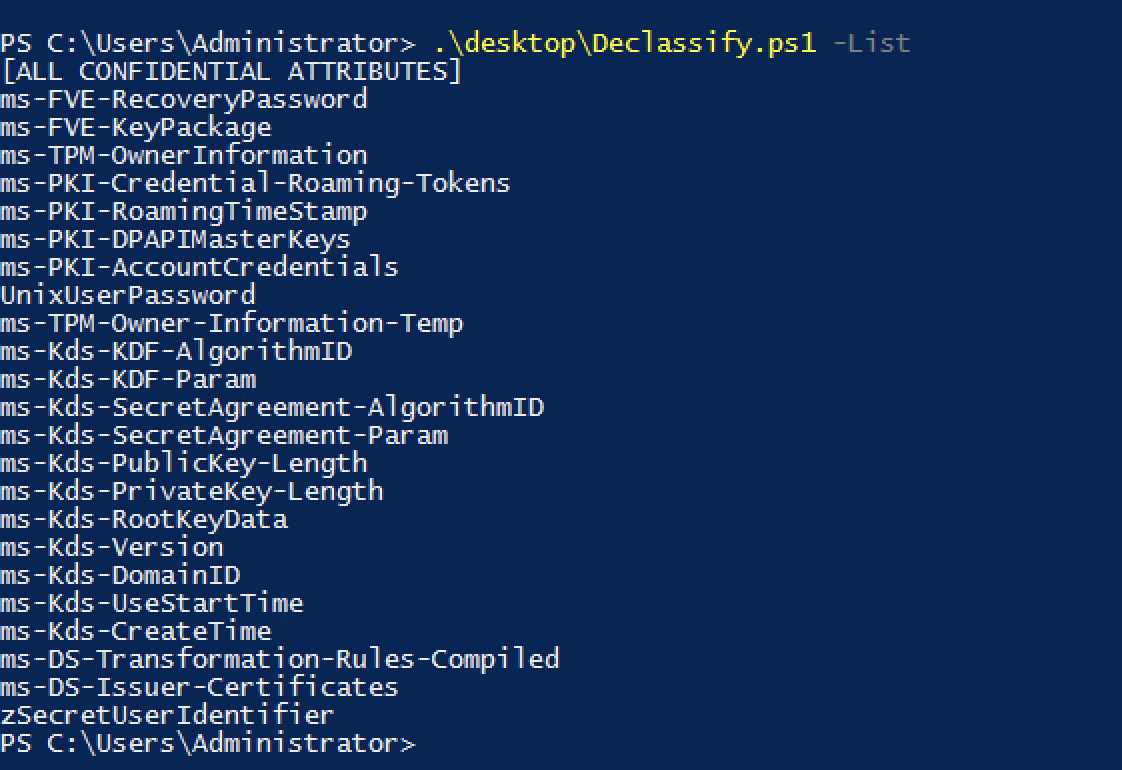 PS C:\Users\Administrator> .\desktop\Declassify.ps1 -List
[ALL CONFIDENTIAL ATTRIBUTES]
ms-FVE-RecoveryPassword
ms-FVE-KeyPackage
ms-TPM-OwnerInformation
ms-PKI-Credential-Roaming-Tokens
ms-PKI-RoamingTimeStamp
ms-PKI-DPAPIMasterKeys
ms-PKI-AccountCredentials
UnixUserPassword
ms-TPM-Owner-Information-Temp
ms-Kds-KDF-AlgorithmID
ms-Kds-KDF-Param
ms-Kds-SecretAgreement-AlgorithmID
ms-Kds-SecretAgreement-Param
ms-Kds-PublicKey-Length
ms-Kds-PrivateKey-Length
ms-Kds-RootKeyData
ms-Kds-Version
ms-Kds-DomainID
ms-Kds-UseStartTime
ms-Kds-CreateTime
ms-DS-Transformation-Rules-Compiled
ms-DS-Issuer-Certificates
zSecretUserIdentifier
PS C:\Users\Administrator>